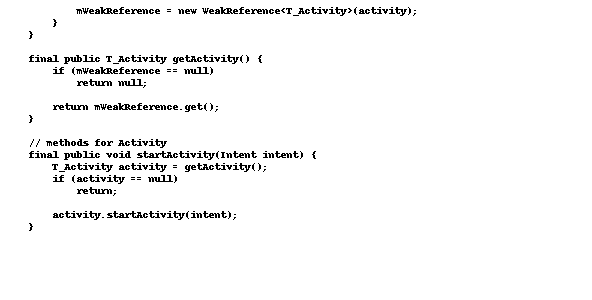 mWeakReference = new WeakReference<T_Activity>(activity);
}
}
final public T_Activity getActivity() {
if (mWeakReference == null)
return null;
return mWeakReference.get();
}
// methods for Activity
final public void startActivity(Intent intent) {
T_Activity activity = getActivity();
if (activity == null)
return;
activity.startActivity(intent);
}